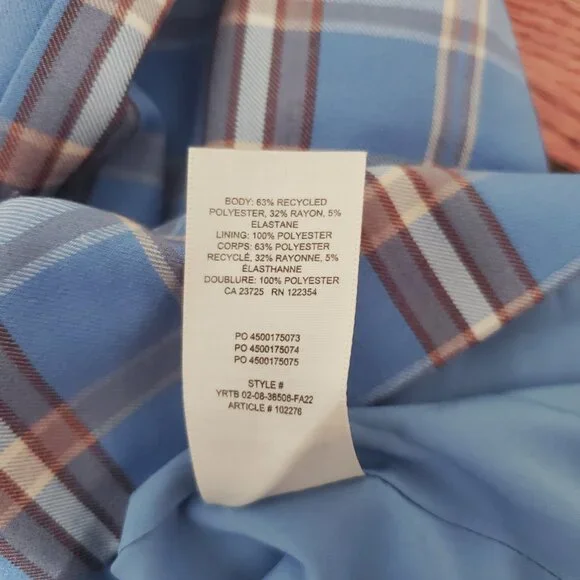 BODY: 63% RECYCLED
POLYESTER, 32% RAYON, 5%
ELASTANE
LINING: 100% POLYESTER
CORPS: 63% POLYESTER
RECYCLÉ, 32% RAYONNE, 5%
ÉLASTHANNE
DOUBLURE: 100% POLYESTER
CA 23725 RN 122354
PO 4500175073
PO 4500175074
PO 4500175075
STYLE #
YRTB 02-08-36506-FA22
ARTICLE # 102276